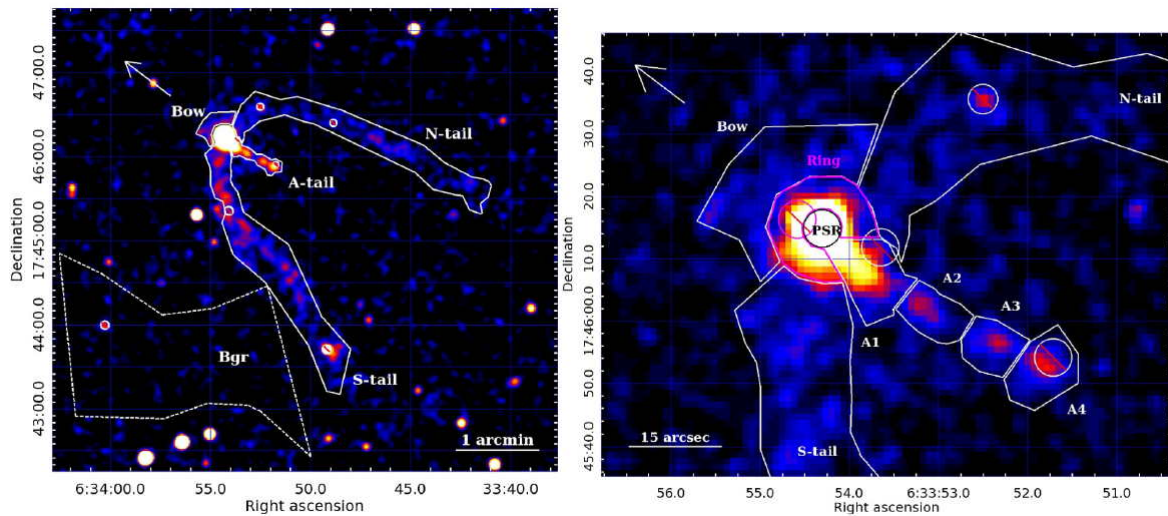 Declination
47:00.0
46:00.0
17:45:00.0
44:00.0
43:00.0
Bow
N-tail
A-tail
Bgr
S-tail
1 arcmin
6:34:00.0 55.0 50.0 45.0 33:40.0
Right ascension
Declination
40.0
30.0
20.0
10.0
17:46:00.0
50.0
45:40.0
N-tail
Bow
Ring
PSR
A2
A3
A1
A4
15 arcsec
S-tail
56.0 55.0 54.0 6:33:53.0 52.0 51.0
Right ascension